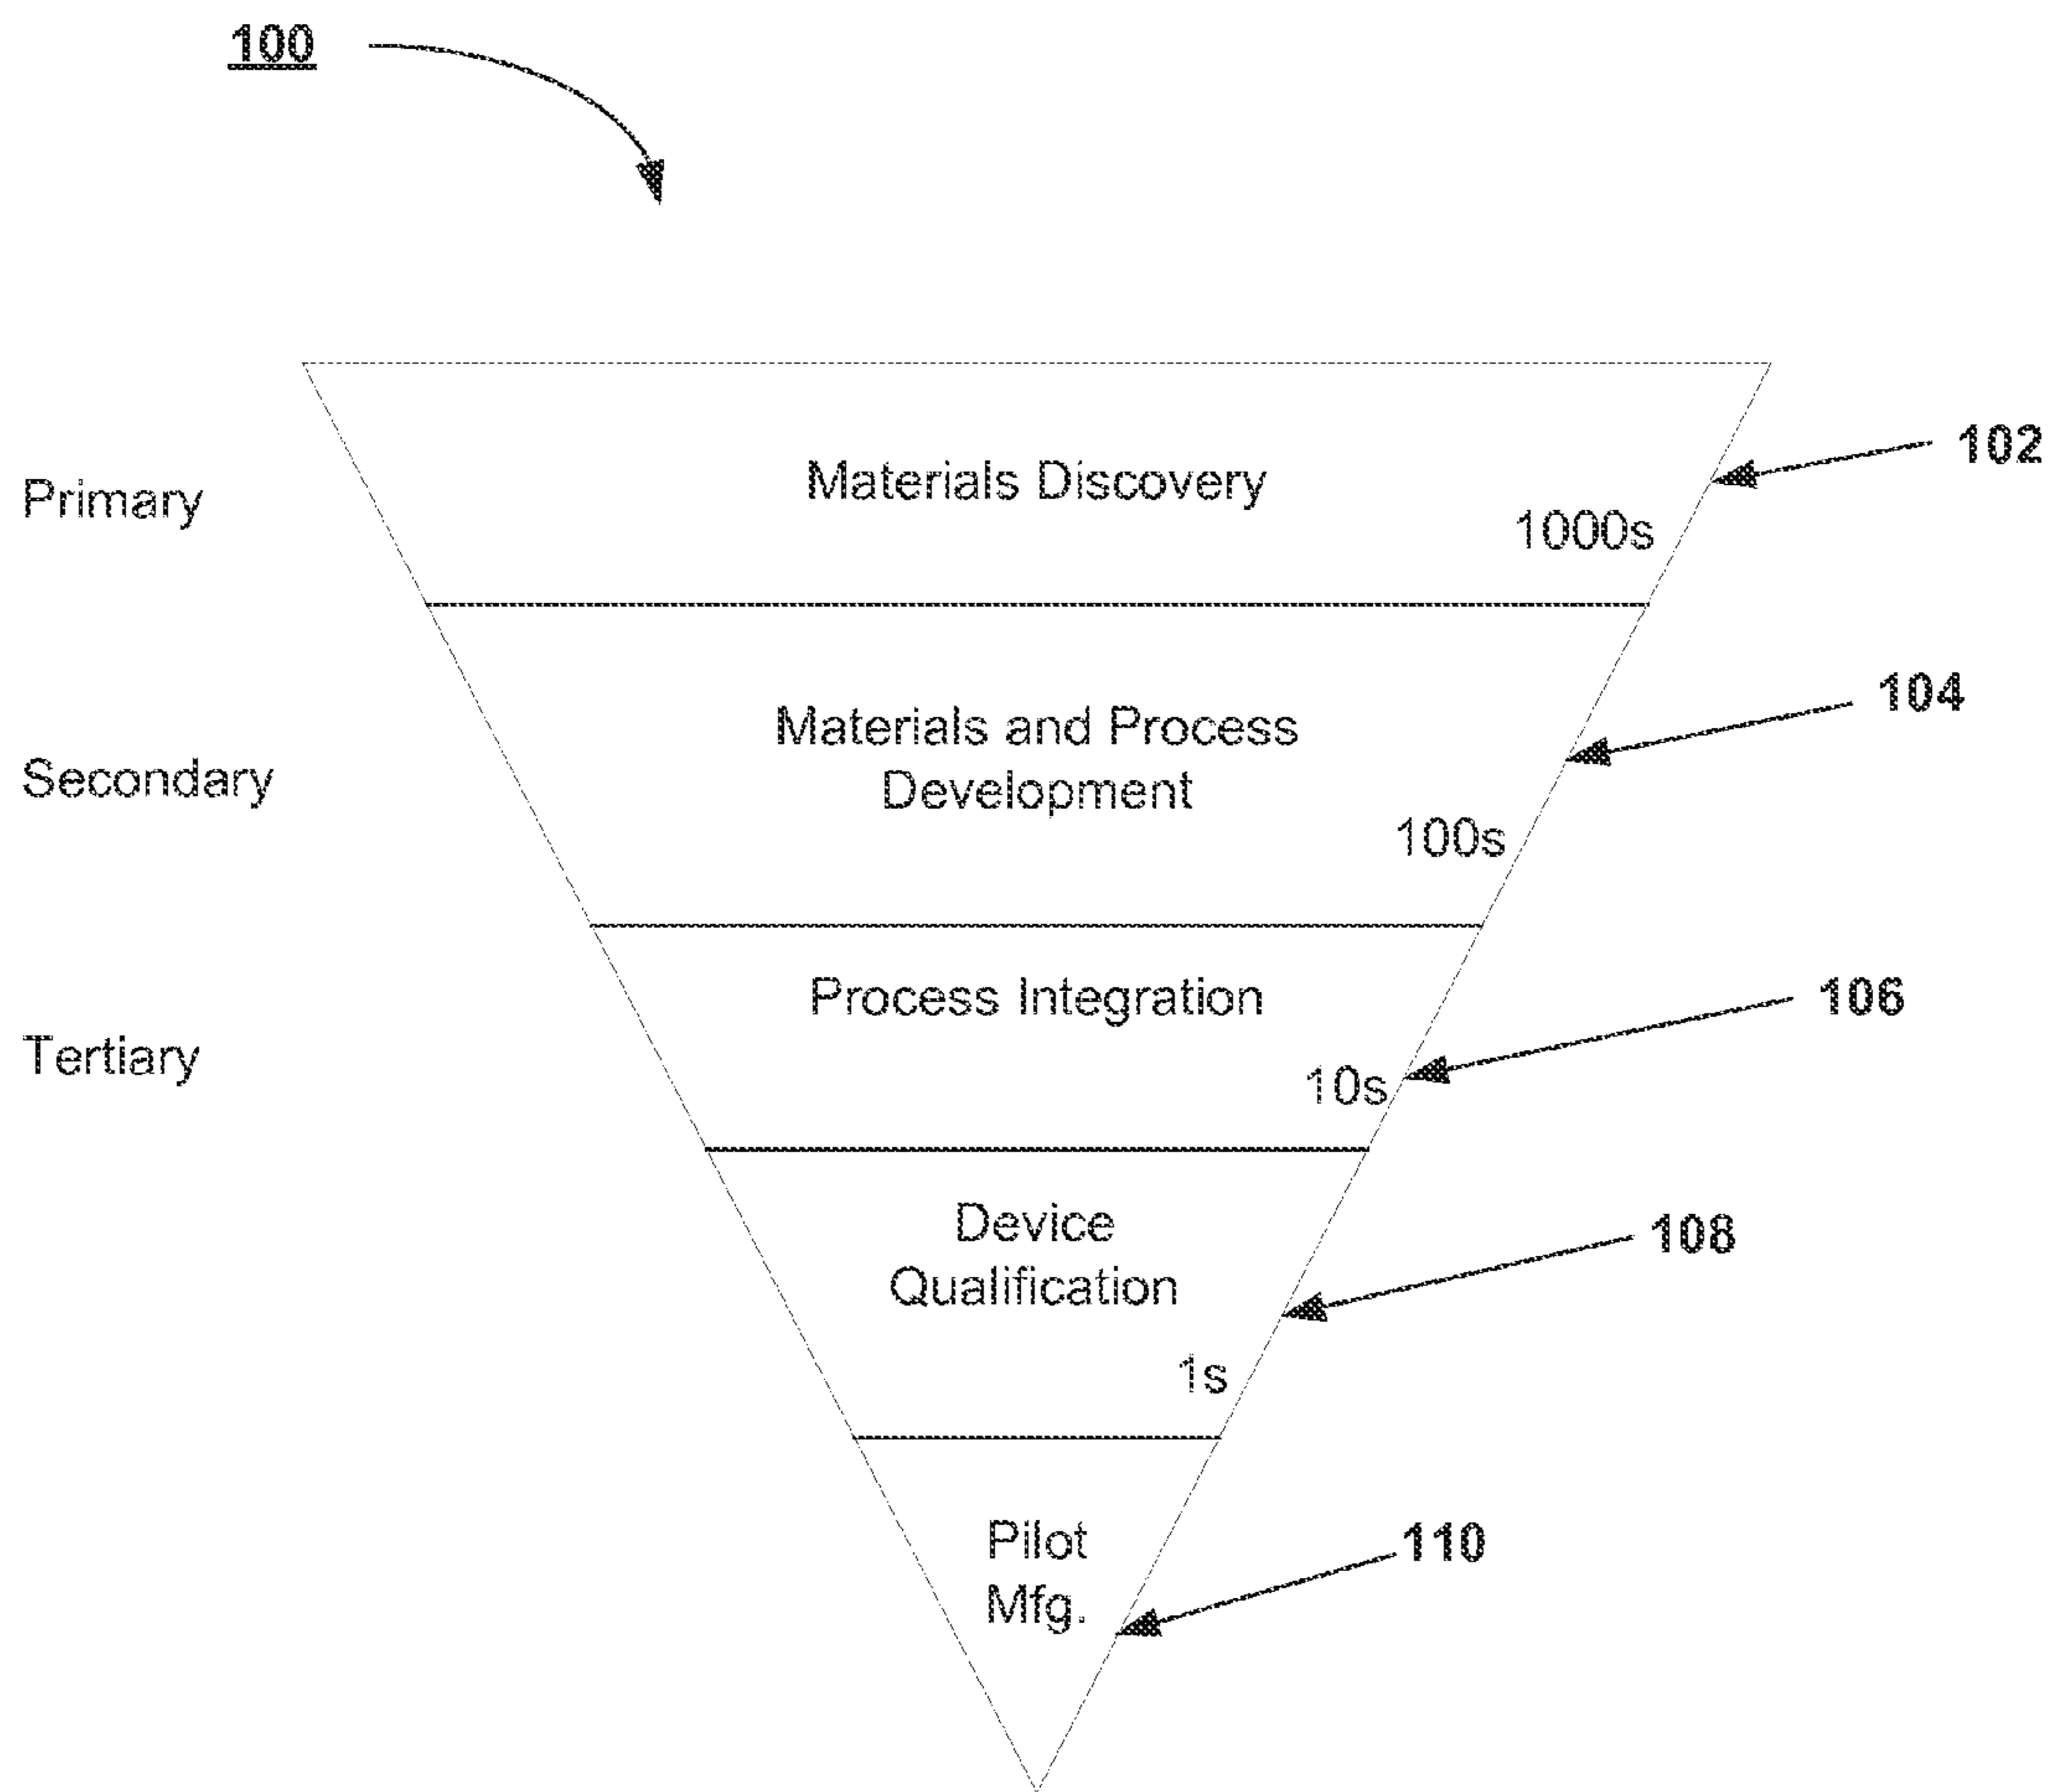 100
102
Materials Discovery
Primary
1000s
104
Materials and Process
Development
Secondary
100s
106
Process Integration
Tertiary
10s
108
Device
Qualification
1s
110
Pilot
Mfg.